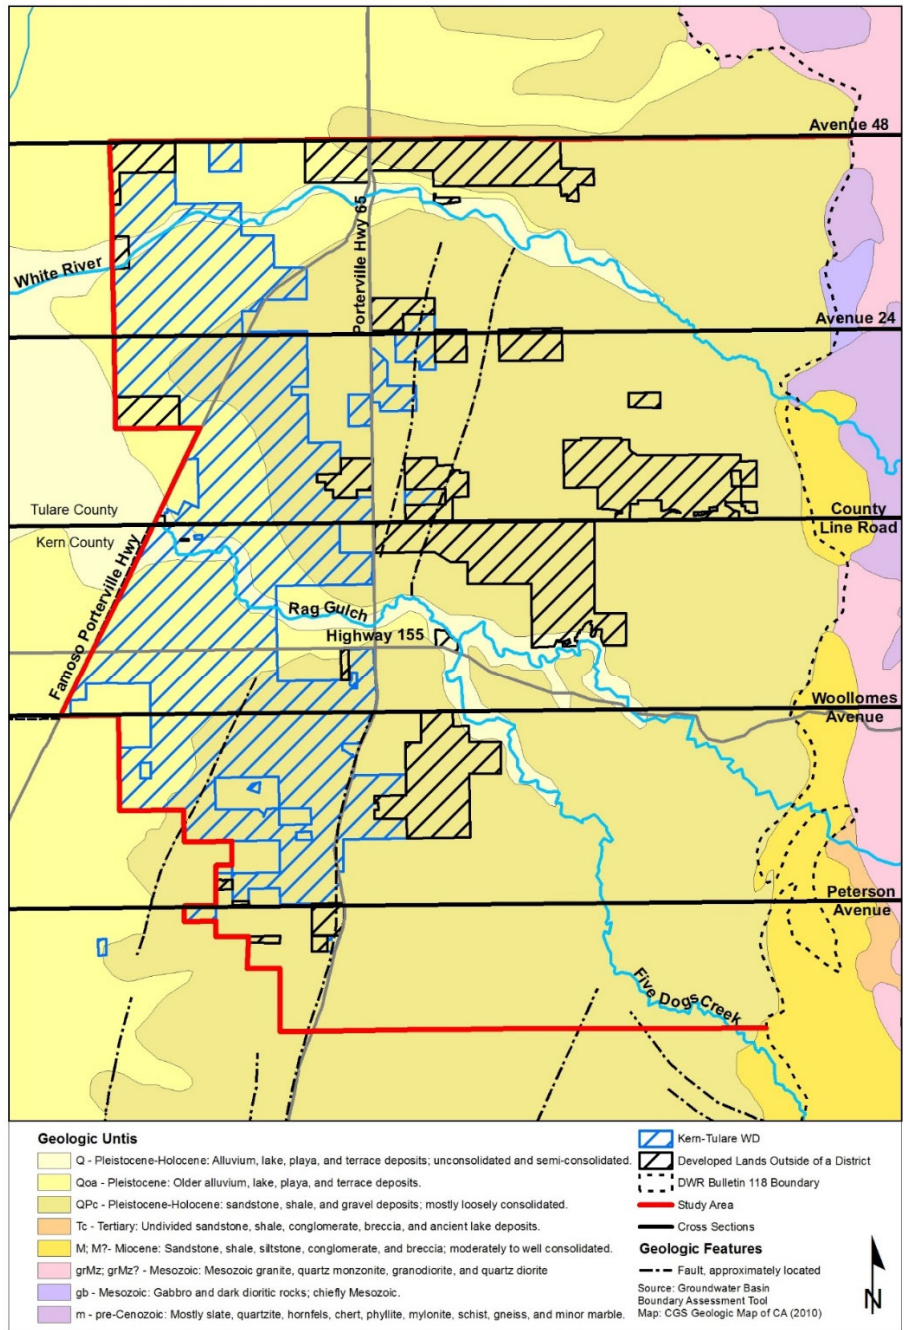 Avenue 48
Porterville Hwy 65
White River
Avenue 24
Tulare County
Kern County
County
Line Road
Famoso Porterville Hwy
Rag Gulch
Highway 155
Woollomes
Avenue
Peterson
Avenue
Five Dogs Creek
Geologic Untis
Q - Pleistocene-Holocene: Alluvium, lake, playa, and terrace deposits; unconsolidated and semi-consolidated.
Qoa - Pleistocene: Older alluvium, lake, playa, and terrace deposits.
QPc - Pleistocene-Holocene: sandstone, shale, and gravel deposits; mostly loosely consolidated.
Tc - Tertiary: Undivided sandstone, shale, conglomerate, breccia, and ancient lake deposits.
M; M?- Miocene: Sandstone, shale, siltstone, conglomerate, and breccia; moderately to well consolidated.
grMz; grMz? - Mesozoic: Mesozoic granite, quartz monzonite, granodiorite, and quartz diorite
gb - Mesozoic: Gabbro and dark dioritic rocks; chiefly Mesozoic.
m - pre-Cenozoic: Mostly slate, quartzite, hornfels, chert, phyllite, mylonite, schist, gneiss, and minor marble.
Kern-Tulare WD
Developed Lands Outside of a District
DWR Bulletin 118 Boundary
Study Area
Cross Sections
Geologic Features
Fault, approximately located
Source: Groundwater Basin
Boundary Assessment Tool
Map: CGS Geologic Map of CA (2010)
N